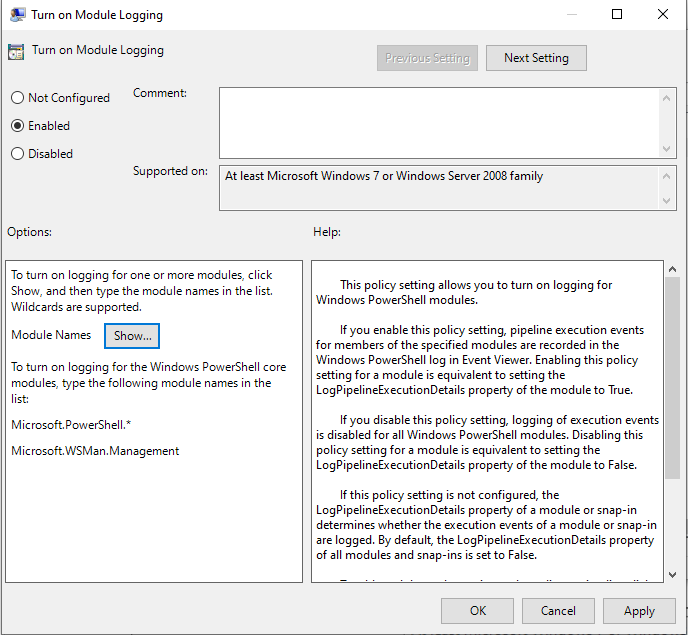 Turn on Module Logging
Turn on Module Logging
Previous Setting
Next Setting
Not Configured
Comment:
Enabled
Disabled
Supported on:
At least Microsoft Windows 7 or Windows Server 2008 family
Options:
Help:
To turn on logging for one or more modules, click
Show, and then type the module names in the list.
Wildcards are supported.
Module Names
Show...
To turn on logging for the Windows PowerShell core
modules, type the following module names in the
list:
Microsoft.PowerShell.*
Microsoft.WSMan.Management
This policy setting allows you to turn on logging for
Windows PowerShell modules.
If you enable this policy setting, pipeline execution events
for members of the specified modules are recorded in the
Windows PowerShell log in Event Viewer. Enabling this policy
setting for a module is equivalent to setting the
LogPipelineExecutionDetails property of the module to True.
If you disable this policy setting, logging of execution events
is disabled for all Windows PowerShell modules. Disabling this
policy setting for a module is equivalent to setting the
LogPipelineExecutionDetails property of the module to False.
If this policy setting is not configured, the
LogPipelineExecutionDetails property of a module or snap-in
determines whether the execution events of a module or snap-in
are logged. By default, the LogPipelineExecutionDetails property
of all modules and snap-ins is set to False.
OK
Cancel
Apply